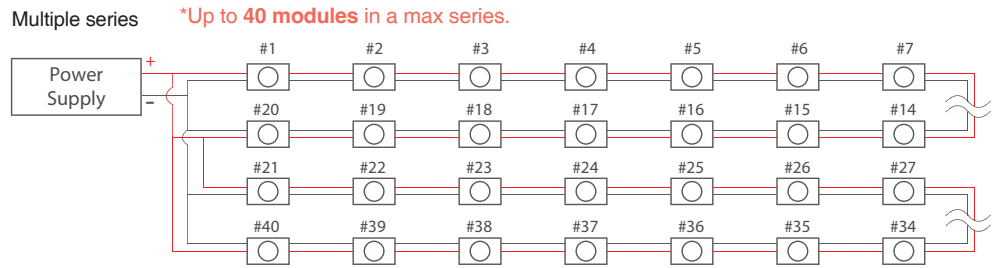 Multiple series
*Up to 40 modules in a max series.
Power
Supply
+
-
#1 #2 #3 #4 #5 #6 #7
#20 #19 #18 #17 #16 #15 #14
#21 #22 #23 #24 #25 #26 #27
#40 #39 #38 #37 #36 #35 #34